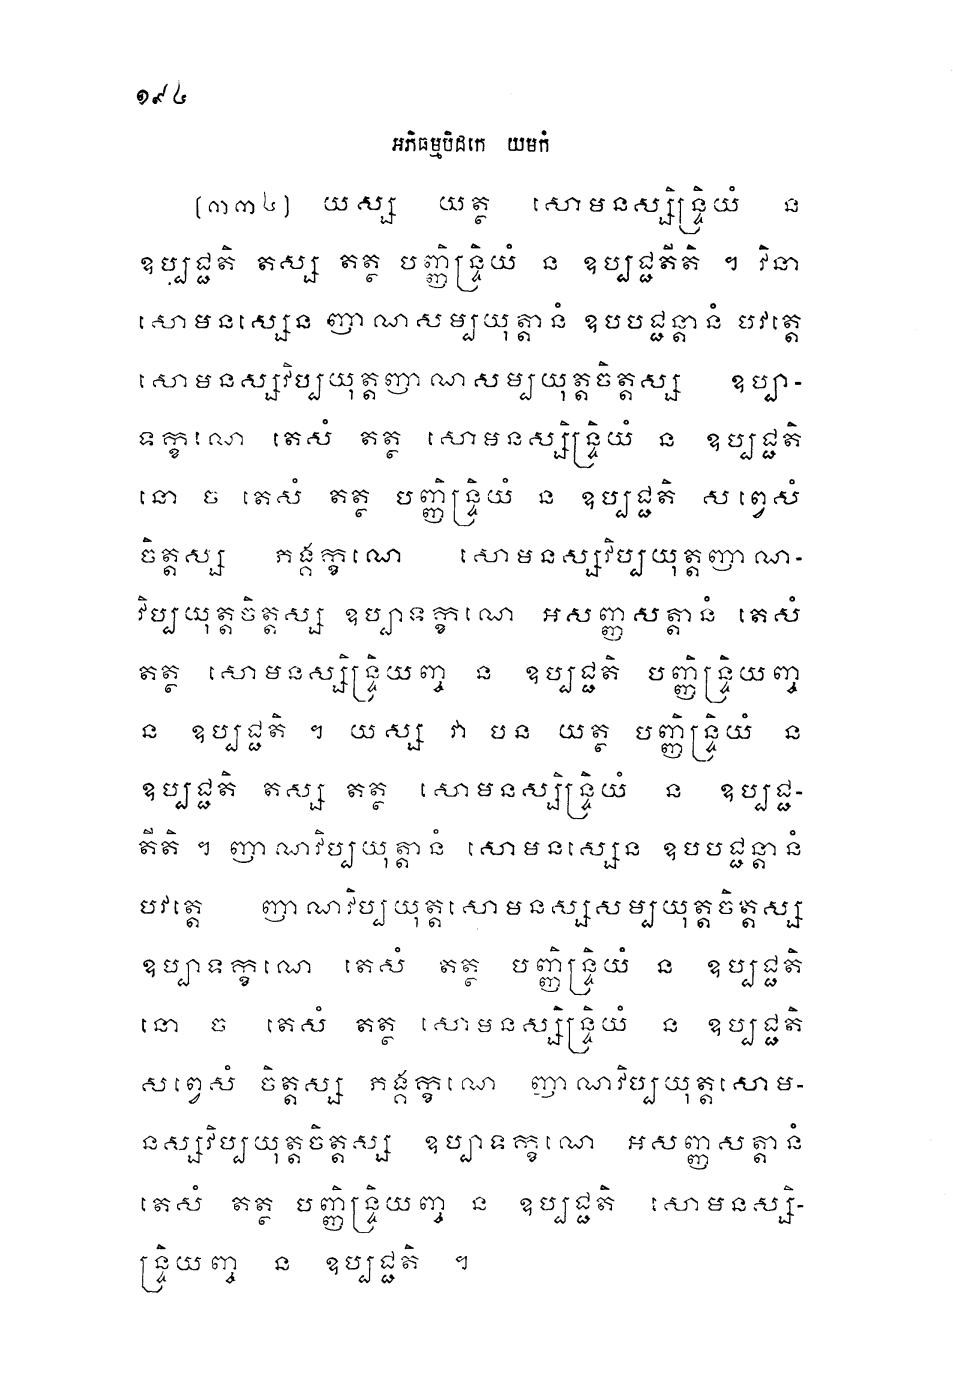 ១៩៤
អភិធម្មបិដកេ យមកំ
(៣៣៤) យស្ស យត្ថ សោមនស្សិន្ទ្រិយំ ន
ឧប្បជ្ជតិ តស្ស តត្ថ បញ្ញិន្ទ្រិយំ ន ឧប្បជ្ជតីតិ ។ វិនា
សោមនស្សេន ញាណសម្បយុត្តានំ ឧបបជ្ជន្តានំ បវត្តេ
សោមនស្សវិប្បយុត្តញាណសម្បយុត្តចិត្តស្ស ឧប្បា-
ទក្ខណេ តេសំ តត្ថ សោមនស្សិន្ទ្រិយំ ន ឧប្បជ្ជតិ
នោ ច តេសំ តត្ថ បញ្ញិន្ទ្រិយំ ន ឧប្បជ្ជតិ សព្វេសំ
ចិត្តស្ស ភង្គក្ខណេ សោមនស្សវិប្បយុត្តញាណ-
វិប្បយុត្តចិត្តស្ស ឧប្បាទក្ខណេ អសញ្ញសត្តានំ តេសំ
តត្ថ សោមនស្សិន្ទ្រិយញ្ច ន ឧប្បជ្ជតិ បញ្ញិន្ទ្រិយញ្ច
ន ឧប្បជ្ជតិ ។ យស្ស វា បន យត្ថ បញ្ញិន្ទ្រិយំ ន
ឧប្បជ្ជតិ តស្ស តត្ថ សោមនស្សិន្ទ្រិយំ ន ឧប្បជ្ជ-
តីតិ ។ ញាណវិប្បយុត្តានំ សោមនស្សេន ឧបបជ្ជន្តានំ
បវត្តេ ញាណវិប្បយុត្តសោមនស្សសម្បយុត្តចិត្តស្ស
ឧប្បាទក្ខណេ តេសំ តត្ថ បញ្ញិន្ទ្រិយំ ន ឧប្បជ្ជតិ
នោ ច តេសំ តត្ថ សោមនស្សិន្ទ្រិយំ ន ឧប្បជ្ជតិ
សព្វេសំ ចិត្តស្ស ភង្គក្ខណេ ញាណវិប្បយុត្តសោម-
នស្សវិប្បយុត្តចិត្តស្ស ឧប្បាទក្ខណេ អសញ្ញសត្តានំ
តេសំ តត្ថ បញ្ញិន្ទ្រិយញ្ច ន ឧប្បជ្ជតិ សោមនស្សិ-
ន្ទ្រិយញ្ច ន ឧប្បជ្ជតិ ។